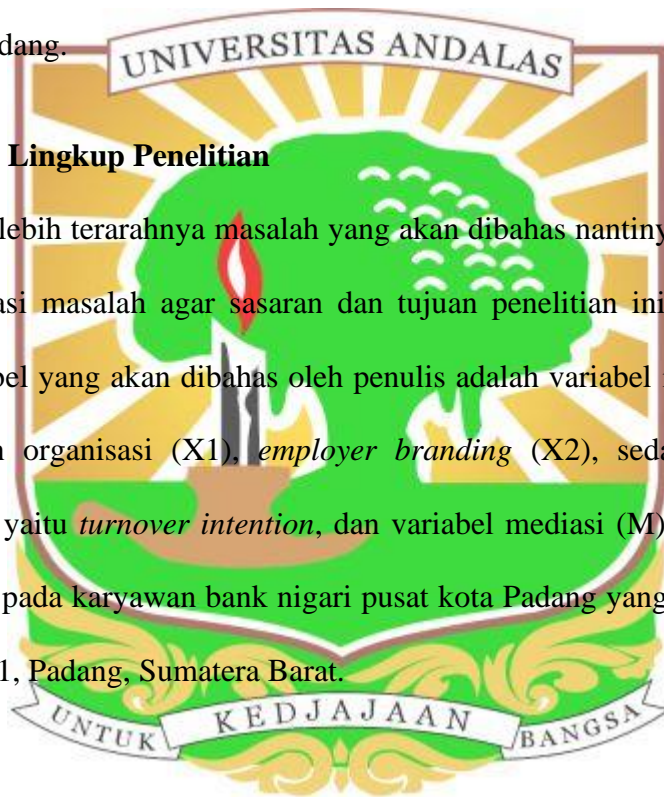 dang.
UNIVERSITAS ANDALAS
Lingkup Penelitian
lebih terarahnya masalah yang akan dibahas nantiny
asi masalah agar sasaran dan tujuan penelitian ini
bel yang akan dibahas oleh penulis adalah variabel
organisasi (X1), employer branding (X2), seda
yaitu turnover intention, dan variabel mediasi (M)
pada karyawan bank nigari pusat kota Padang yang
1, Padang, Sumatera Barat.
UNTUK KEDJAJAAN BANGSA